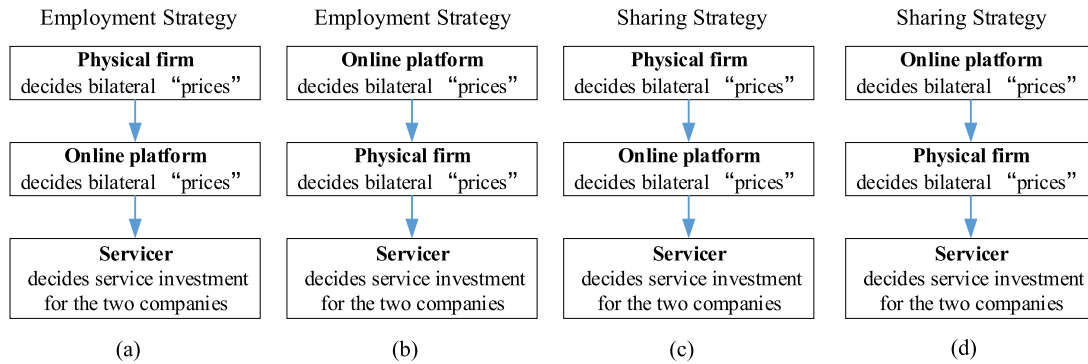 Employment Strategy
Physical firm
decides bilateral “prices”
Online platform
decides bilateral “prices”
Servicer
decides service investment
for the two companies
(a)
Employment Strategy
Online platform
decides bilateral “prices”
Physical firm
decides bilateral “prices”
Servicer
decides service investment
for the two companies
(b)
Sharing Strategy
Physical firm
decides bilateral “prices”
Online platform
decides bilateral “prices”
Servicer
decides service investment
for the two companies
(c)
Sharing Strategy
Online platform
decides bilateral “prices”
Physical firm
decides bilateral “prices”
Servicer
decides service investment
for the two companies
(d)